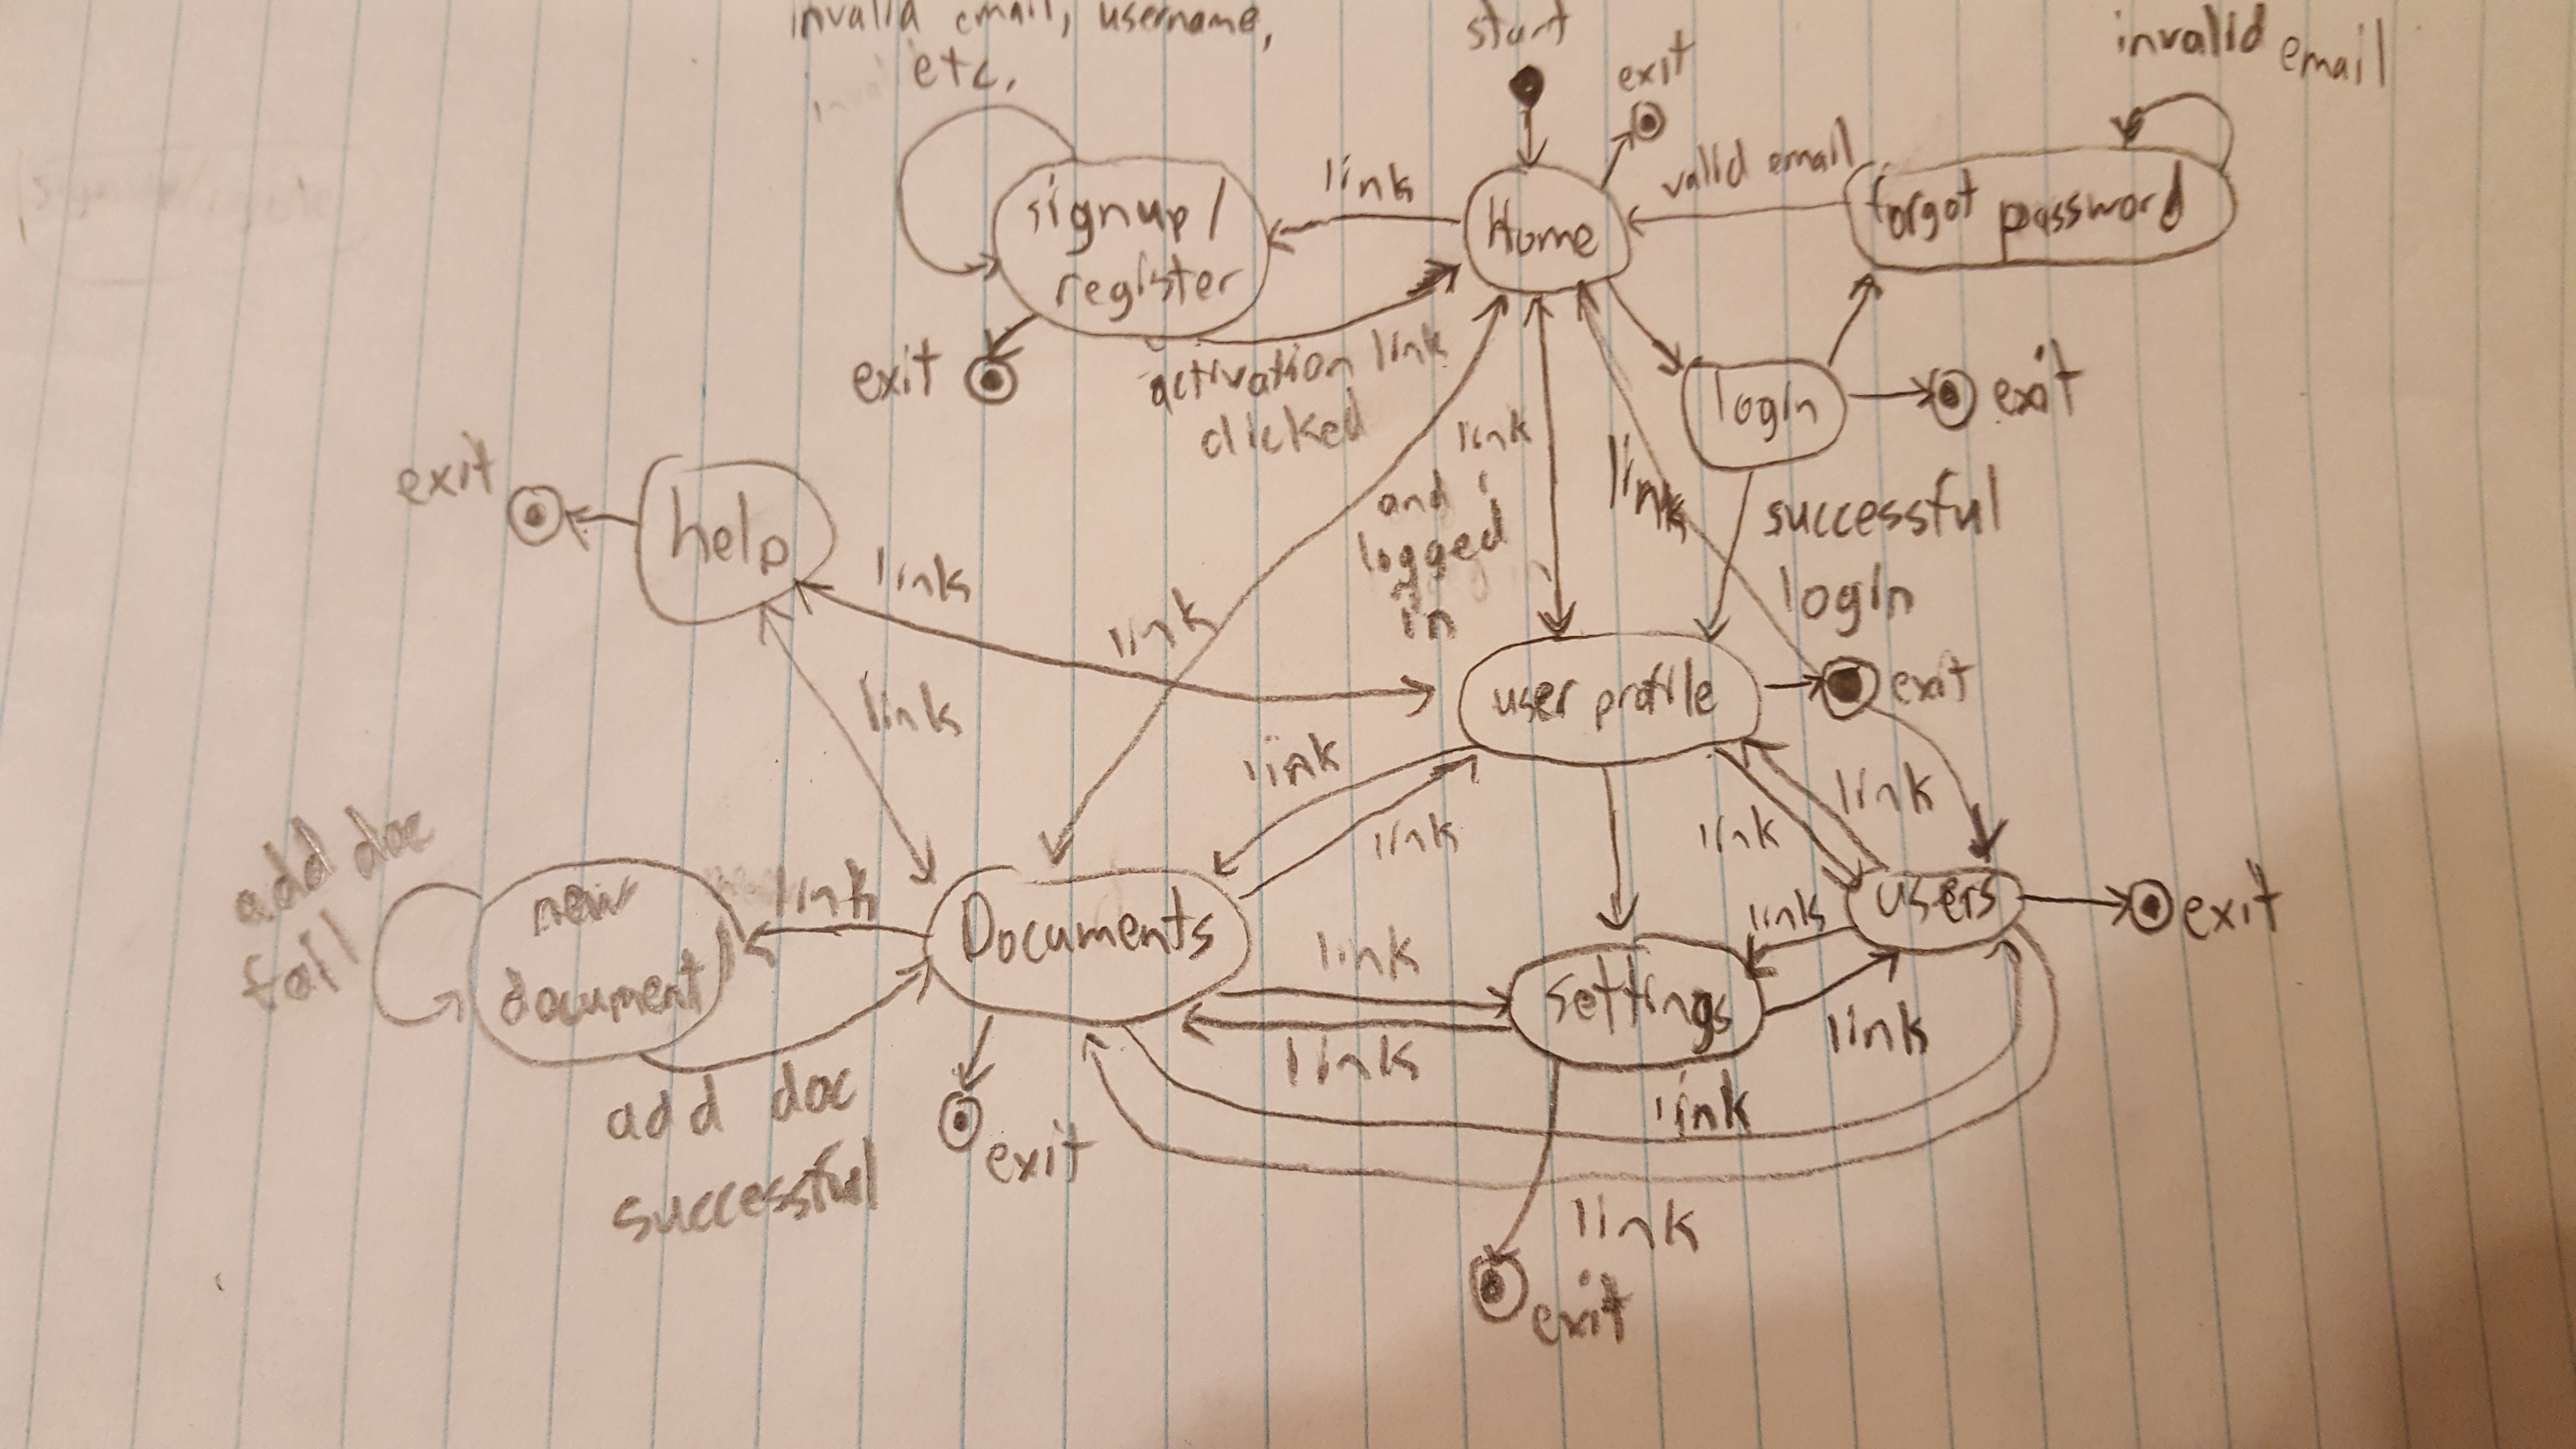 invalid email, username,
etc.
start
exit
invalid email
signup/
register
link
Home
valid email
forgot password
exit
activation link
clicked
login
exit
link
and
logged
in
link
successful
login
exit
help
link
link
link
user profile
exit
link
link
link
link
add doc
fail
new
document
link
Documents
link
link
settings
link
link
users
exit
add doc
successful
exit
link
link
exit